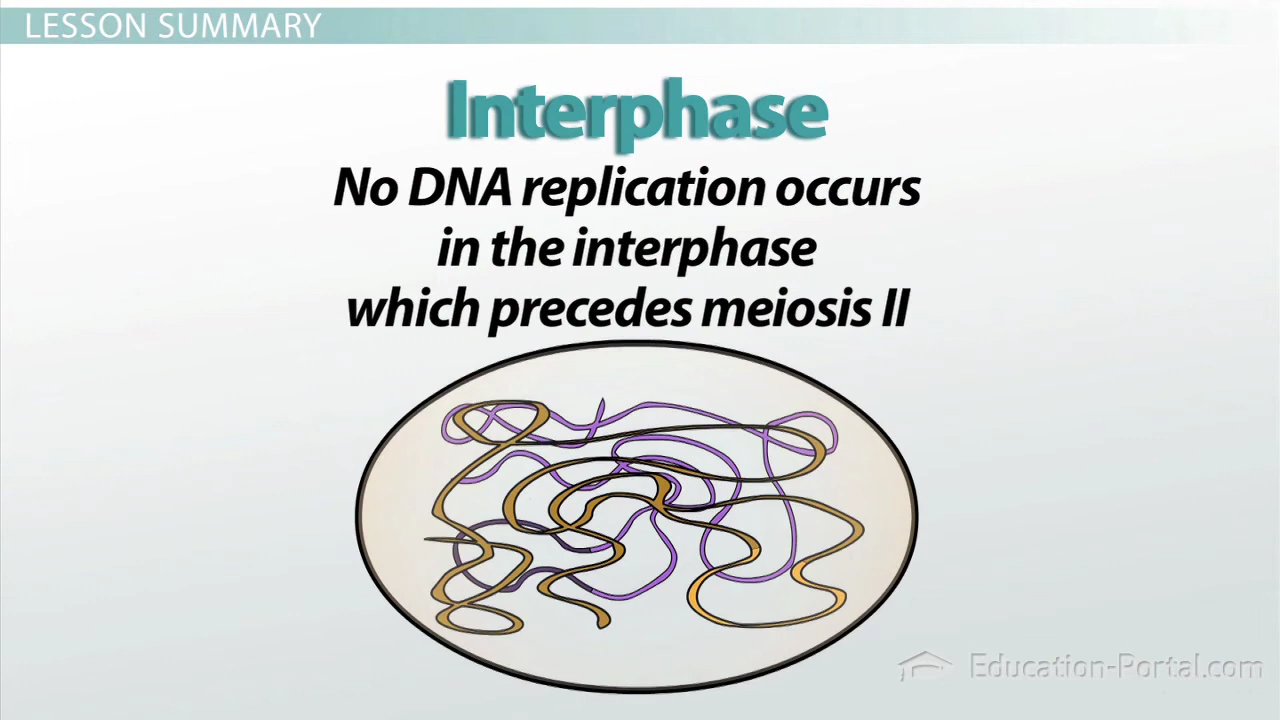 LESSON SUMMARY
Interphase
No DNA replication occurs
in the interphase
which precedes meiosis II
Education-Portal.com